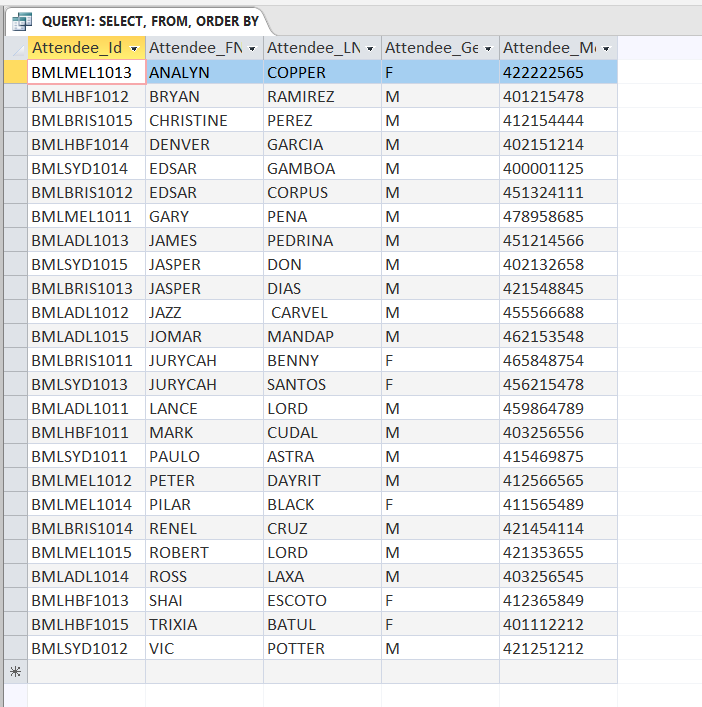 QUERY1: SELECT, FROM, ORDER BY
Attendee_Id Attendee_FN Attendee_LN Attendee_Ge Attendee_Mo
BMLMEL1013 ANALYN COPPER F 422222565
BMLHBF1012 BRYAN RAMIREZ M 401215478
BMLBRIS1015 CHRISTINE PEREZ M 412154444
BMLHBF1014 DENVER GARCIA M 402151214
BMLSYD1014 EDSAR GAMBOA M 400001125
BMLBRIS1012 EDSAR CORPUS M 451324111
BMLMEL1011 GARY PENA M 478958685
BMLADL1013 JAMES PEDRINA M 451214566
BMLSYD1015 JASPER DON M 402132658
BMLBRIS1013 JASPER DIAS M 421548845
BMLADL1012 JAZZ CARVEL M 455566688
BMLADL1015 JOMAR MANDAP M 462153548
BMLBRIS1011 JURYCAH BENNY F 465848754
BMLSYD1013 JURYCAH SANTOS F 456215478
BMLADL1011 LANCE LORD M 459864789
BMLHBF1011 MARK CUDAL M 403256556
BMLSYD1011 PAULO ASTRA M 415469875
BMLMEL1012 PETER DAYRIT M 412566565
BMLMEL1014 PILAR BLACK F 411565489
BMLBRIS1014 RENEL CRUZ M 421454114
BMLMEL1015 ROBERT LORD M 421353655
BMLADL1014 ROSS LAXA M 403256545
BMLHBF1013 SHAI ESCOTO F 412365849
BMLHBF1015 TRIXIA BATUL F 401112212
BMLSYD1012 VIC POTTER M 421251212